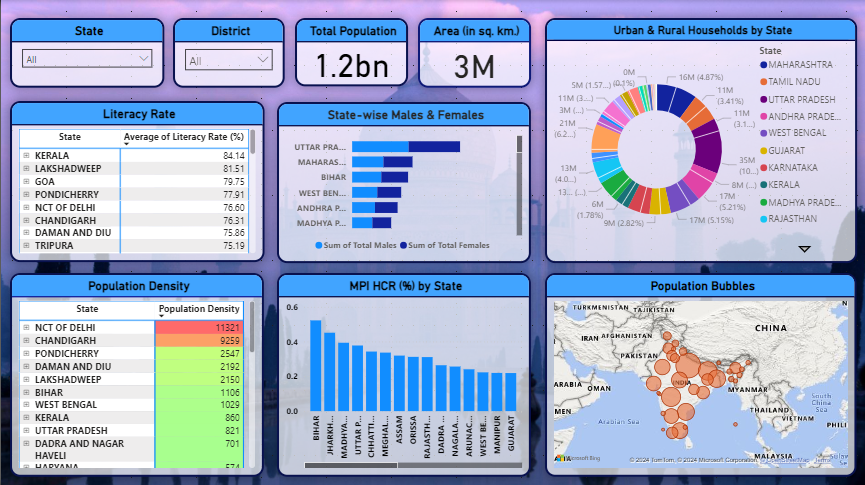 State
All
District
All
Total Population
1.2bn
Area (in sq. km.)
3M
Urban & Rural Households by State
State
MAHARASHTRA
TAMIL NADU
UTTAR PRADESH
ANDHRA PRADE...
WEST BENGAL
GUJARAT
KARNATAKA
KERALA
MADHYA PRADE...
RAJASTHAN
0M
(0.1%)
16M (4.87%)
11M
(3.41%)
11M
(3.1...)
35M
(10...)
8M (...)
17M
(5.21%)
17M (5.15%)
9M (2.82%)
6M
(1.78%)
13... (...)
13M
(4.0...)
21M
(6.2...)
3M (...)
11M (3...)
5M (1.57...)
Literacy Rate
State Average of Literacy Rate (%)
KERALA 84.14
LAKSHADWEEP 81.51
GOA 79.75
PONDICHERRY 77.91
NCT OF DELHI 76.60
CHANDIGARH 76.31
DAMAN AND DIU 75.86
TRIPURA 75.19
State-wise Males & Females
UTTAR PRA...
MAHARAS...
BIHAR
WEST BEN...
ANDHRA P...
MADHYA P...
Sum of Total Males Sum of Total Females
Population Density
State Population Density
NCT OF DELHI 11321
CHANDIGARH 9259
PONDICHERRY 2547
DAMAN AND DIU 2192
LAKSHADWEEP 2150
BIHAR 1106
WEST BENGAL 1029
KERALA 860
UTTAR PRADESH 821
DADRA AND NAGAR 701
HAVELI
HARYANA 574
MPI HCR (%) by State
0.6
0.4
0.2
0.0
BIHAR
JHARKH...
MADHYA...
UTTAR P...
CHHATTI...
MEGHAL...
ASSAM
ORISSA
RAJASTH...
DADRA ...
NAGALA...
ARUNAC...
WEST BE...
MANIPUR
GUJARAT
Population Bubbles
TURKMENISTAN
TAJIKISTAN
CHINA
IRAN
AFGHANISTAN
PAKISTAN
ARABIA
OMAN
INDIA
MYANMAR
MEN
Arabian Sea
THAILAND
VIETNAM
South
China
Sea
PHILI
MALAYSIA
Microsoft Bing
© 2024 TomTom, © 2024 Microsoft Corporation, © OpenStreetMap Terms